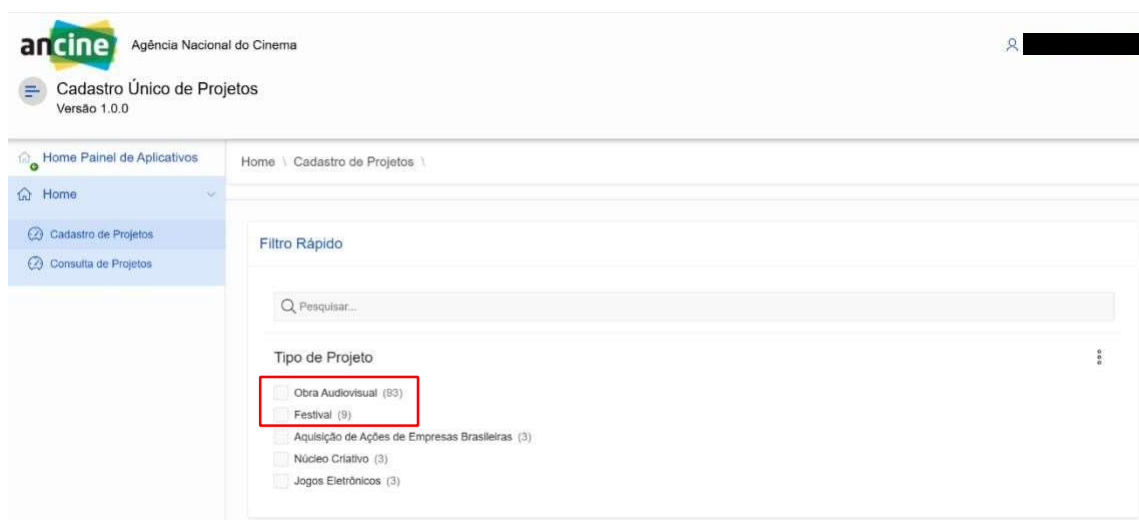 ancine
Agência Nacional do Cinema
Cadastro Único de Projetos
Versão 1.0.0
Home Painel de Aplicativos
Home \ Cadastro de Projetos \
Home
Cadastro de Projetos
Consulta de Projetos
Filtro Rápido
Pesquisar...
Tipo de Projeto
Obra Audiovisual (93)
Festival (9)
Aquisição de Ações de Empresas Brasileiras (3)
Núcleo Criativo (3)
Jogos Eletrônicos (3)